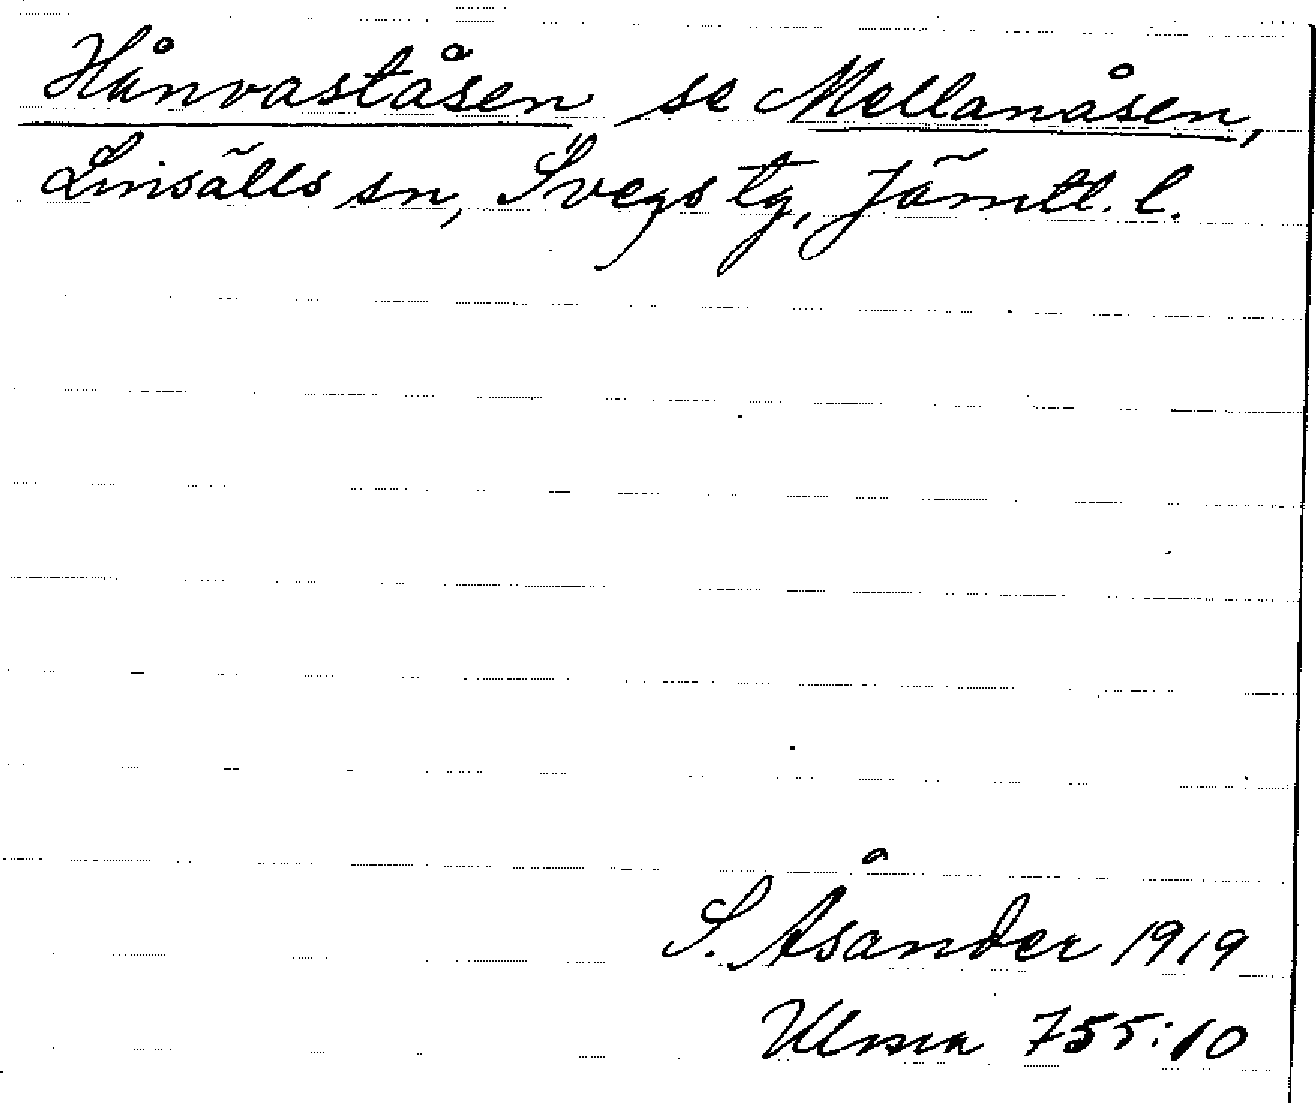 Hånvaståsen se Mellanåsen,
Linsälls sn, Svegs tg, Jämtl. l.
S. Åsander 1919
Ulma 755:10